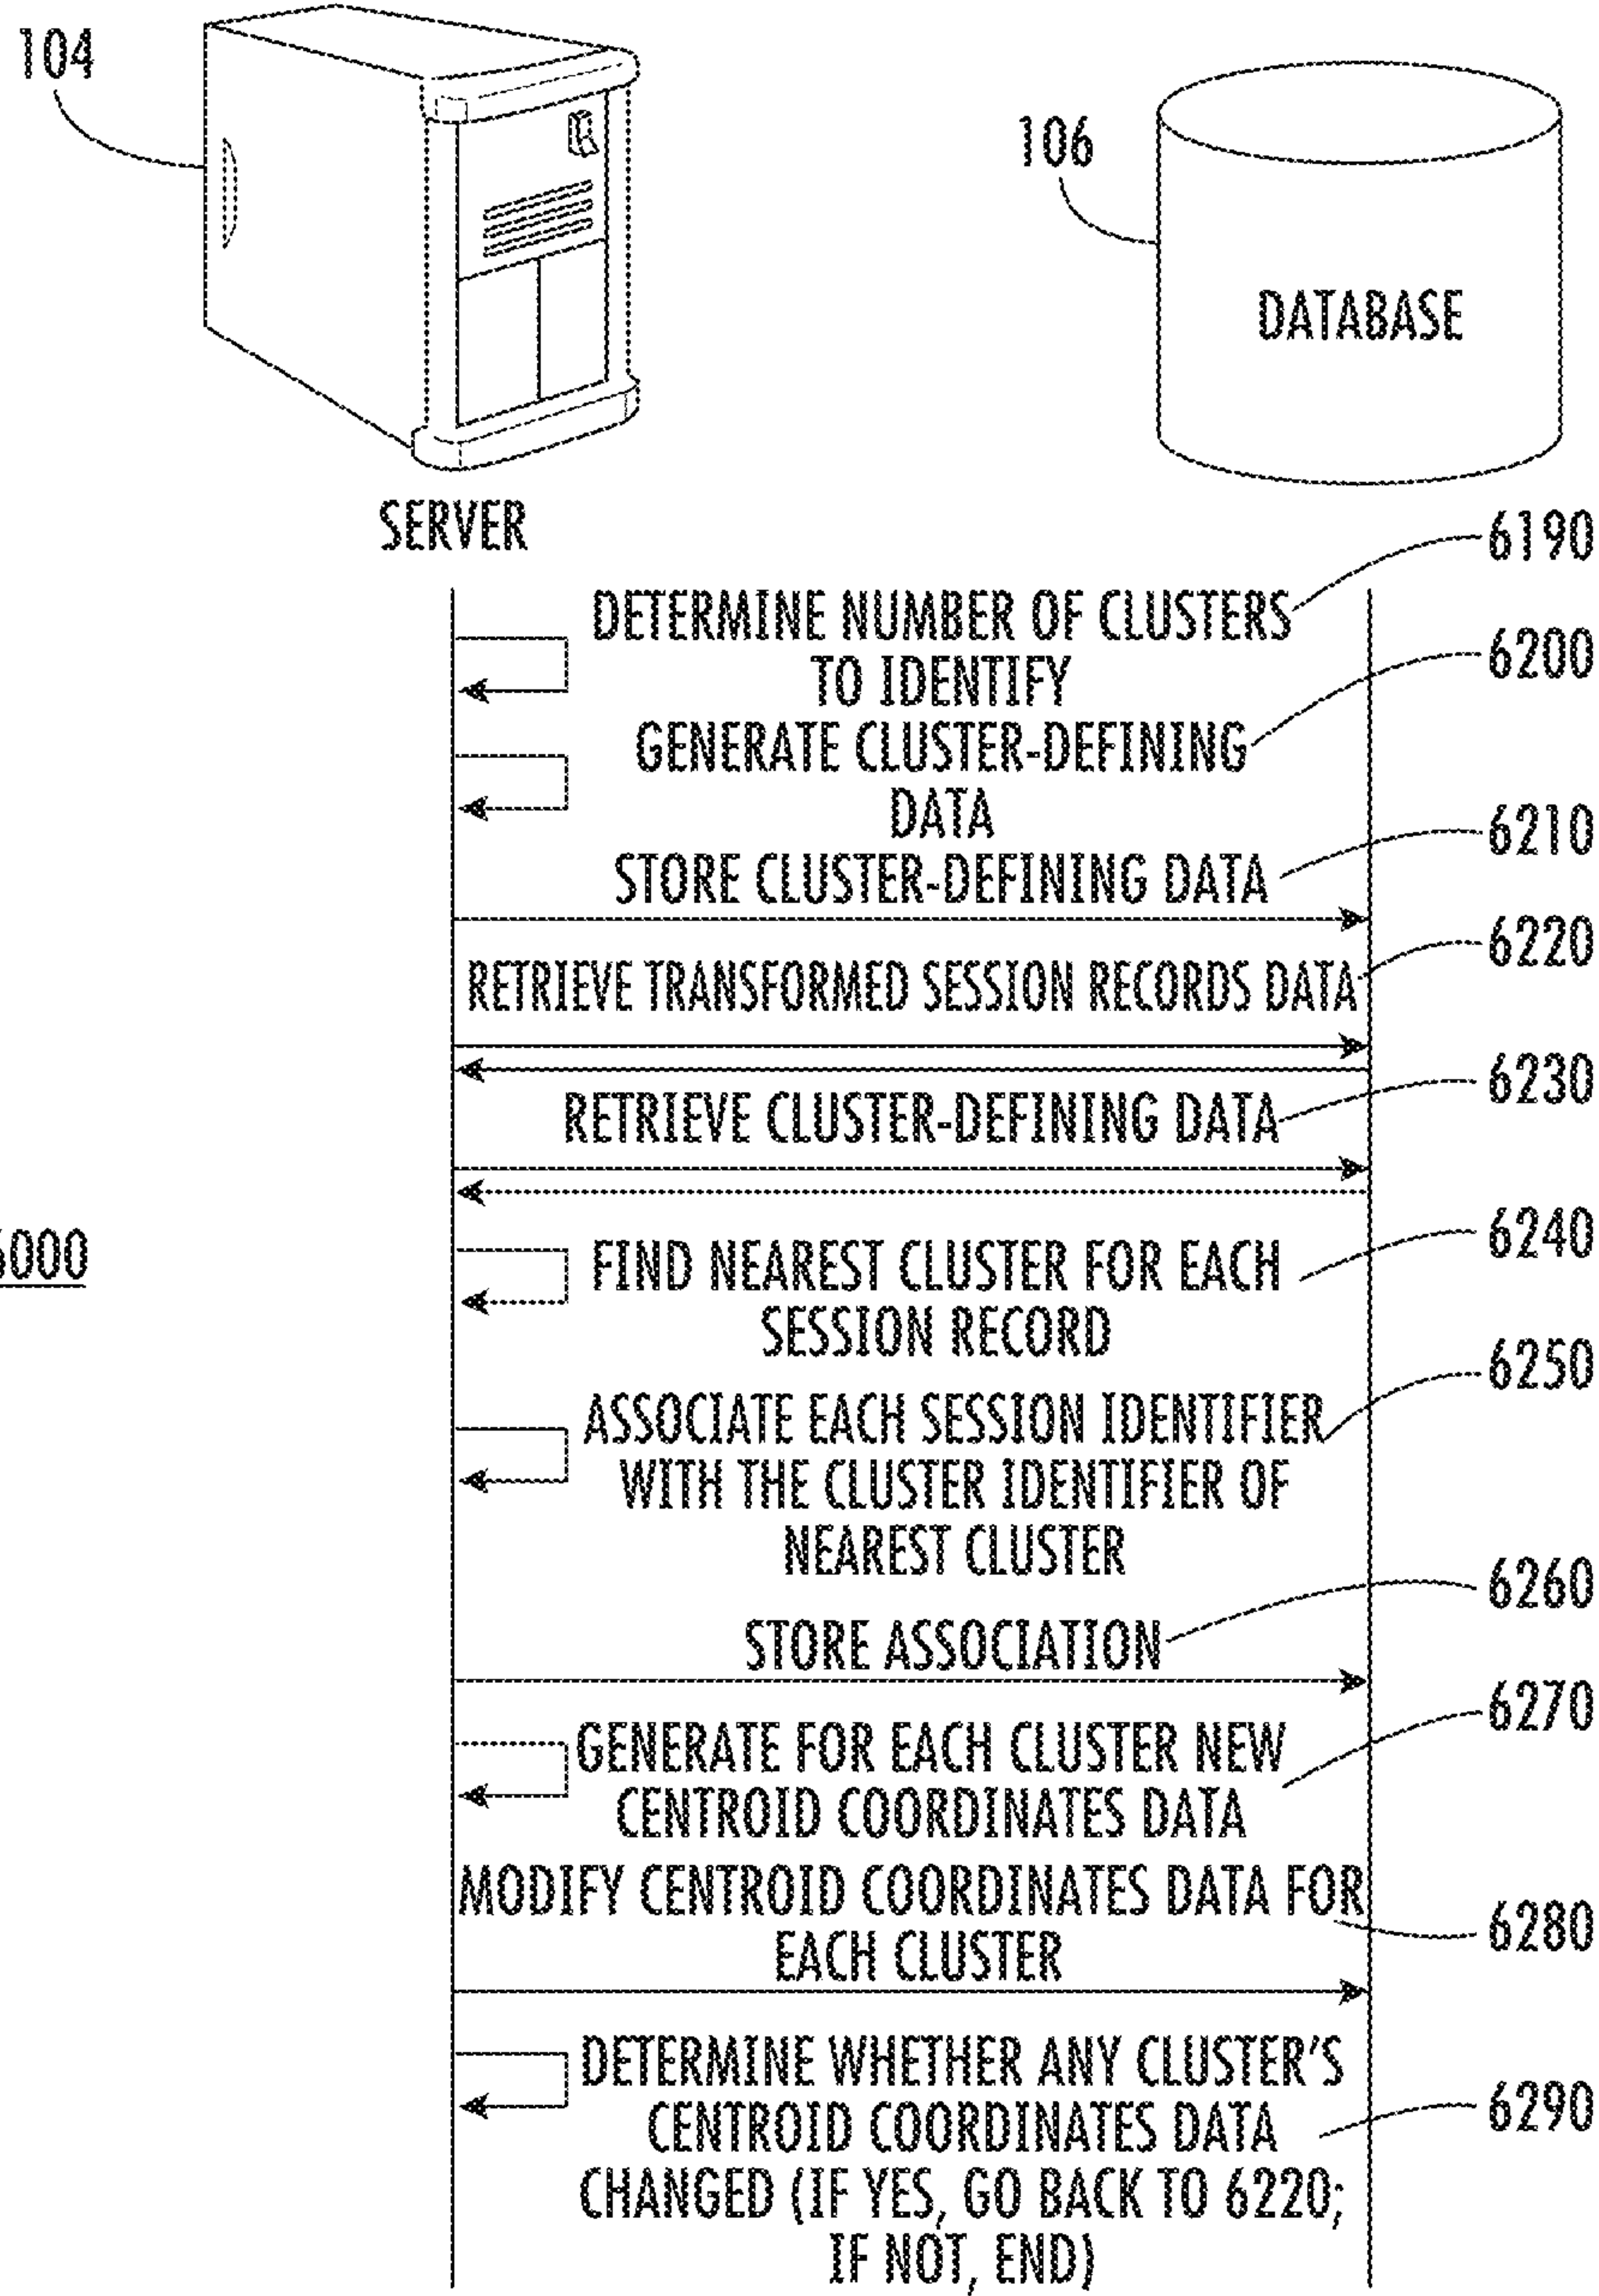 104
106
DATABASE
SERVER
6190
DETERMINE NUMBER OF CLUSTERS
TO IDENTIFY
6200
GENERATE CLUSTER-DEFINING
DATA
6210
STORE CLUSTER-DEFINING DATA
6220
RETRIEVE TRANSFORMED SESSION RECORDS DATA
6230
RETRIEVE CLUSTER-DEFINING DATA
6000
6240
FIND NEAREST CLUSTER FOR EACH
SESSION RECORD
6250
ASSOCIATE EACH SESSION IDENTIFIER
WITH THE CLUSTER IDENTIFIER OF
NEAREST CLUSTER
6260
STORE ASSOCIATION
6270
GENERATE FOR EACH CLUSTER NEW
CENTROID COORDINATES DATA
MODIFY CENTROID COORDINATES DATA FOR
6280
EACH CLUSTER
DETERMINE WHETHER ANY CLUSTER'S
6290
CENTROID COORDINATES DATA
CHANGED (IF YES, GO BACK TO 6220;
IF NOT, END)